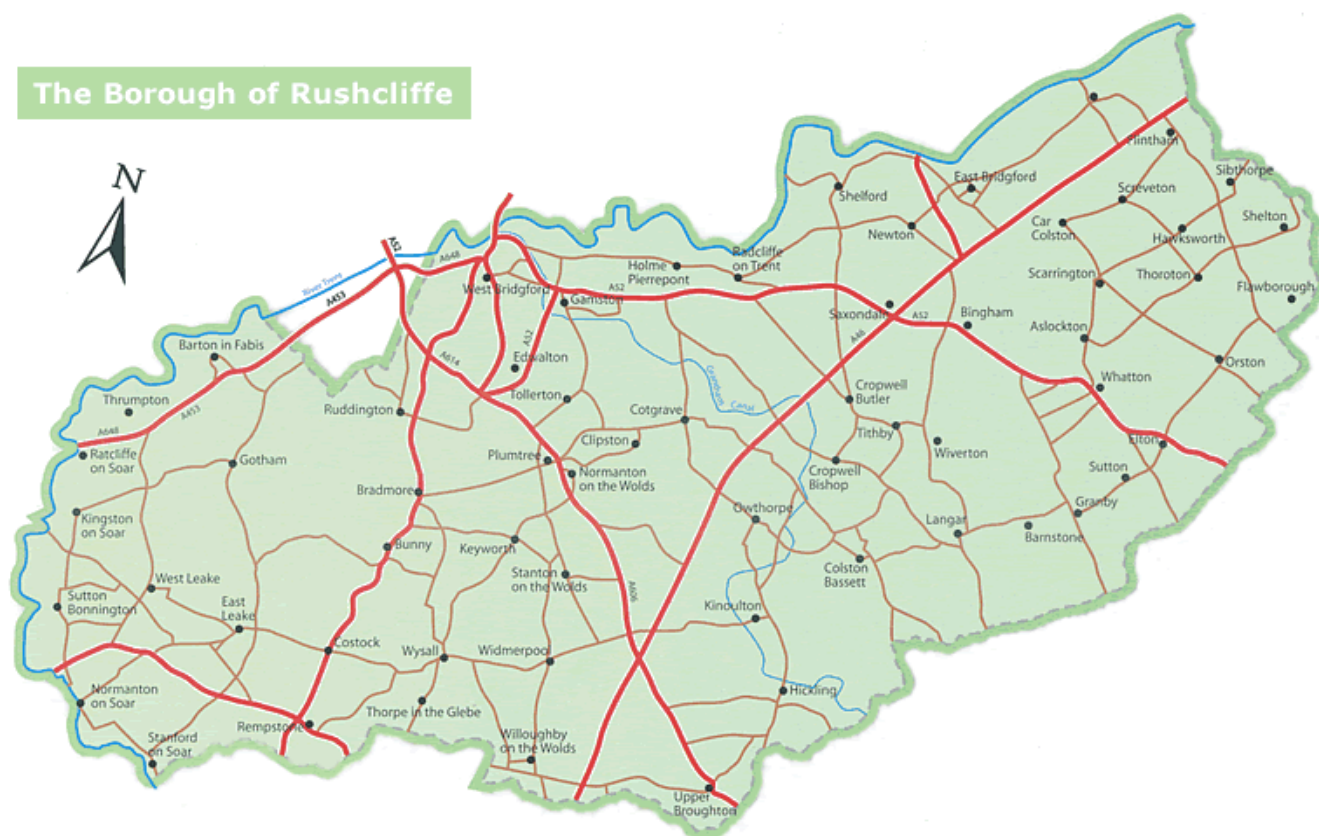 The Borough of Rushcliffe
N
Flintham
Sibthorpe
East Bridgford
Screveton
Shelford
Shelton
Car
Colston
Newton
Hawksworth
A52
A648
River Trent
Radcliffe
on Trent
Holme
Pierrepont
Scarrington
Thoroton
West Bridgford
A453
A52
Gamston
Flawborough
Saxondale
A52
Bingham
Aslockton
A46
Barton in Fabis
A52
Edwalton
A614
Orston
Grantham
Canal
Whatton
Cropwell
Butler
Thrumpton
A453
Ruddington
Tollerton
Cotgrave
A648
Tithby
Clipston
Elton
Ratcliffe
on Soar
Gotham
Plumtree
Wiverton
Normanton
on the Wolds
Cropwell
Bishop
Sutton
Bradmore
Owthorpe
Granby
Kingston
on Soar
Langar
Barnstone
Bunny
Keyworth
Colston
Bassett
Stanton
on the Wolds
West Leake
A606
Sutton
Bonnington
East
Leake
Kinoulton
Costock
Wysall
Widmerpool
Normanton
on Soar
Hickling
Thorpe in the Glebe
Rempstone
Stanford
on Soar
Willoughby
on the Wolds
Upper
Broughton